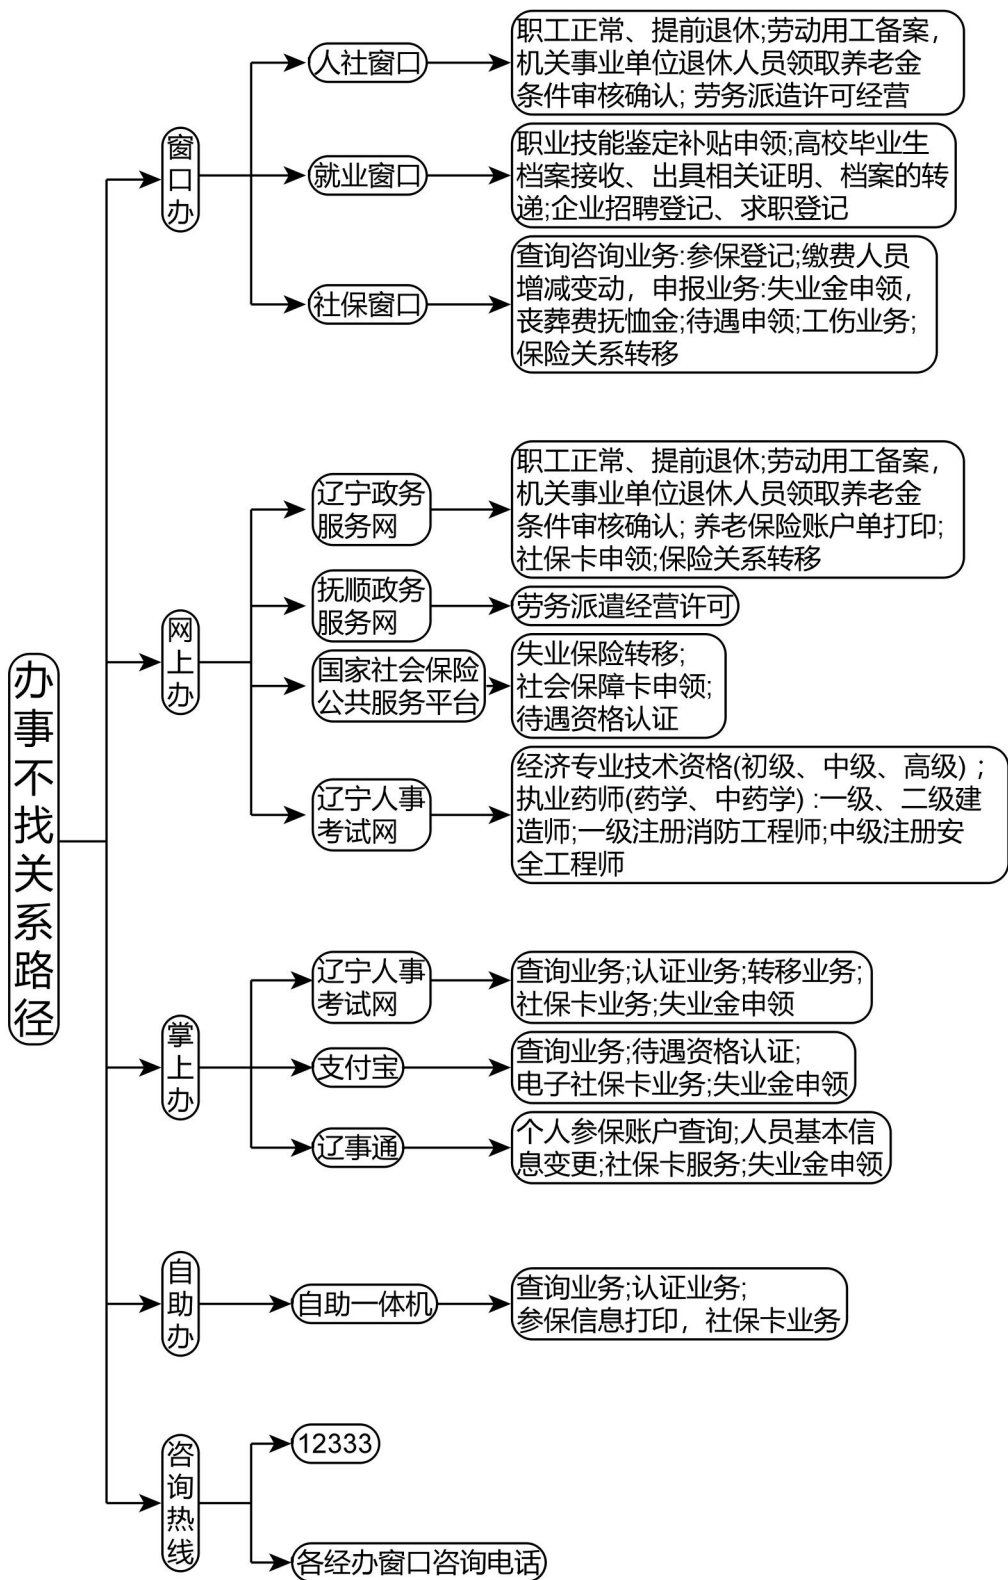 办事不找关系路径
窗口办
人社窗口
职工正常、提前退休;劳动用工备案，
机关事业单位退休人员领取养老金
条件审核确认; 劳务派造许可经营
就业窗口
职业技能鉴定补贴申领;高校毕业生
档案接收、出具相关证明、档案的转
递;企业招聘登记、求职登记
社保窗口
查询咨询业务:参保登记;缴费人员
增减变动，申报业务:失业金申领，
丧葬费抚恤金;待遇申领;工伤业务;
保险关系转移
网上办
辽宁政务
服务网
职工正常、提前退休;劳动用工备案，
机关事业单位退休人员领取养老金
条件审核确认; 养老保险账户单打印;
社保卡申领;保险关系转移
抚顺政务
服务网
劳务派遣经营许可
国家社会保险
公共服务平台
失业保险转移;
社会保障卡申领;
待遇资格认证
辽宁人事
考试网
经济专业技术资格(初级、中级、高级) ;
执业药师(药学、中药学) :一级、二级建
造师;一级注册消防工程师;中级注册安
全工程师
掌上办
辽宁人事
考试网
查询业务;认证业务;转移业务;
社保卡业务;失业金申领
支付宝
查询业务;待遇资格认证;
电子社保卡业务;失业金申领
辽事通
个人参保账户查询;人员基本信
息变更;社保卡服务;失业金申领
自助办
自助一体机
查询业务;认证业务;
参保信息打印，社保卡业务
咨询热线
12333
各经办窗口咨询电话